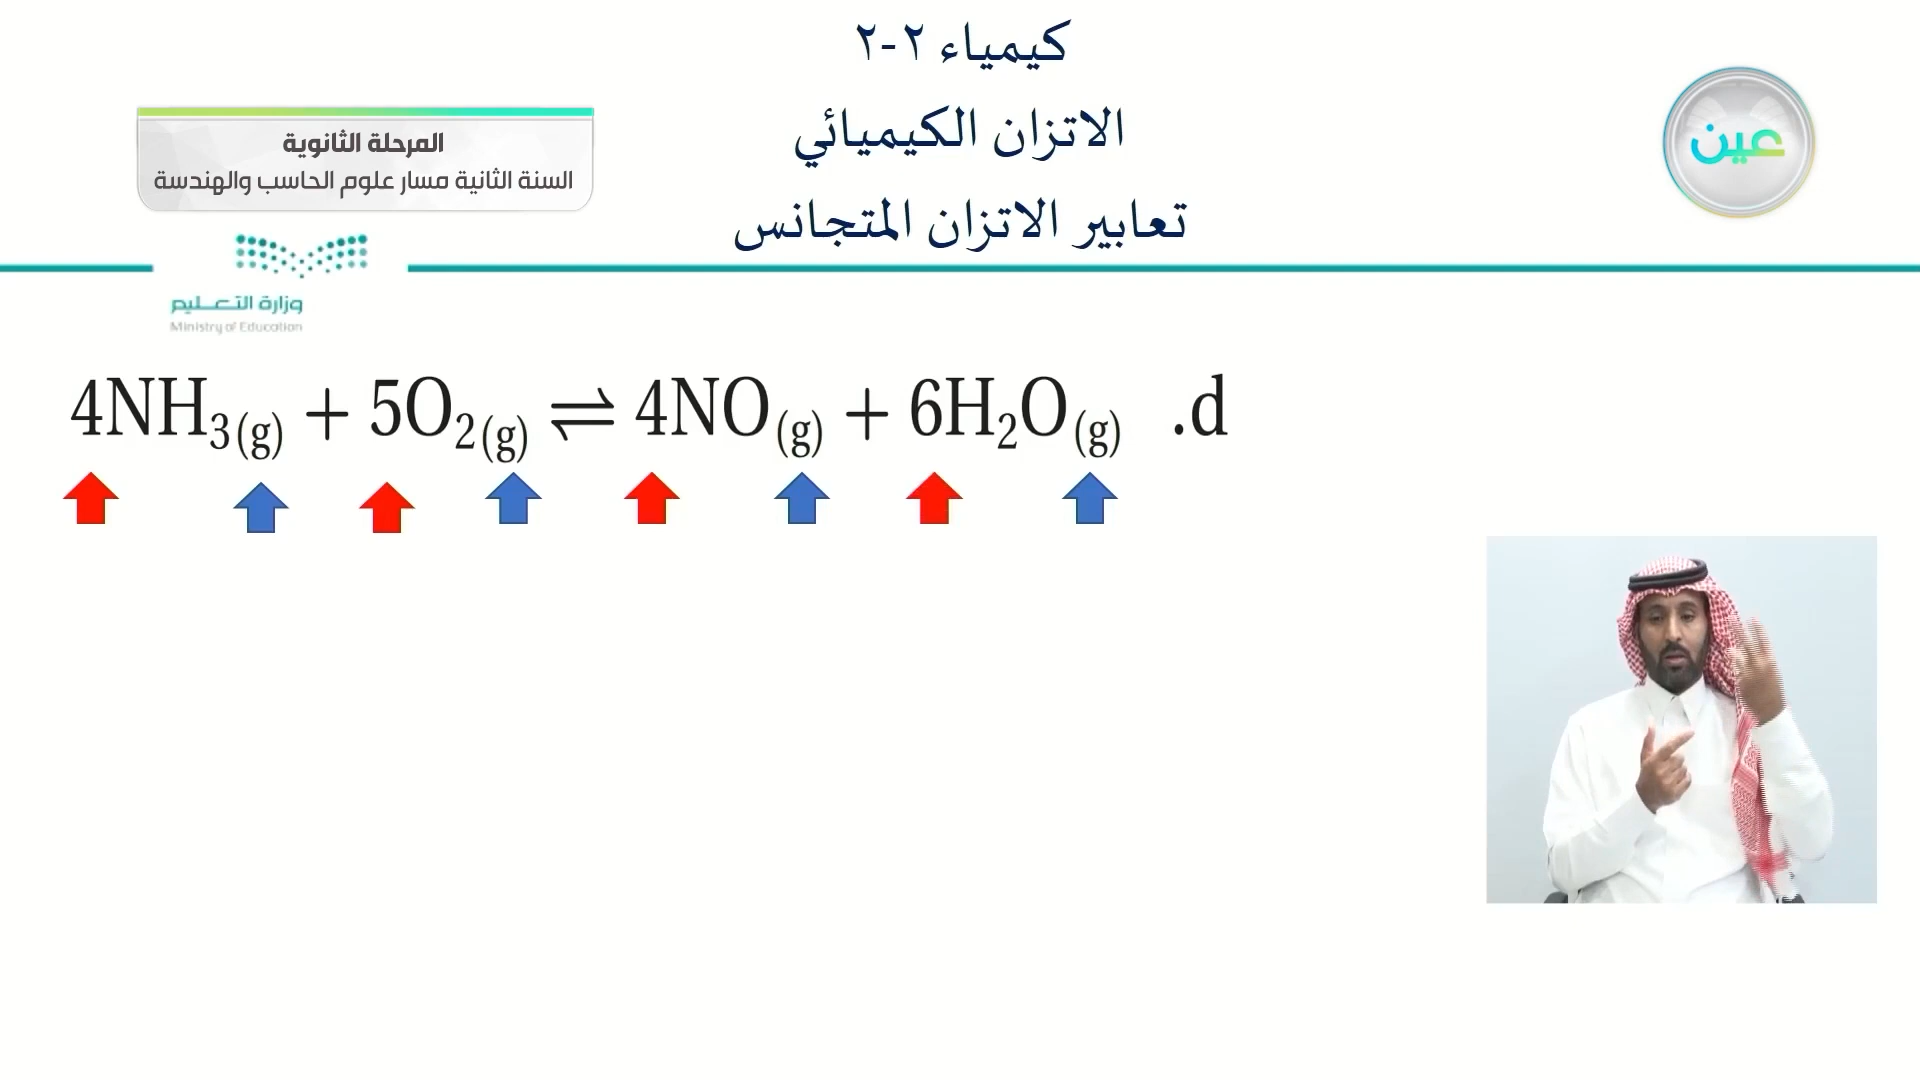 كيمياء ٢-٢
الاتزان الكيميائي
تعابير الاتزان المتجانس
عين
المرحلة الثانوية
السنة الثانية مسار علوم الحاسب والهندسة
وزارة التعليم
Ministry of Education
4NH₃(g) + 5O₂(g) ⇌ 4NO(g) + 6H₂O(g) .d